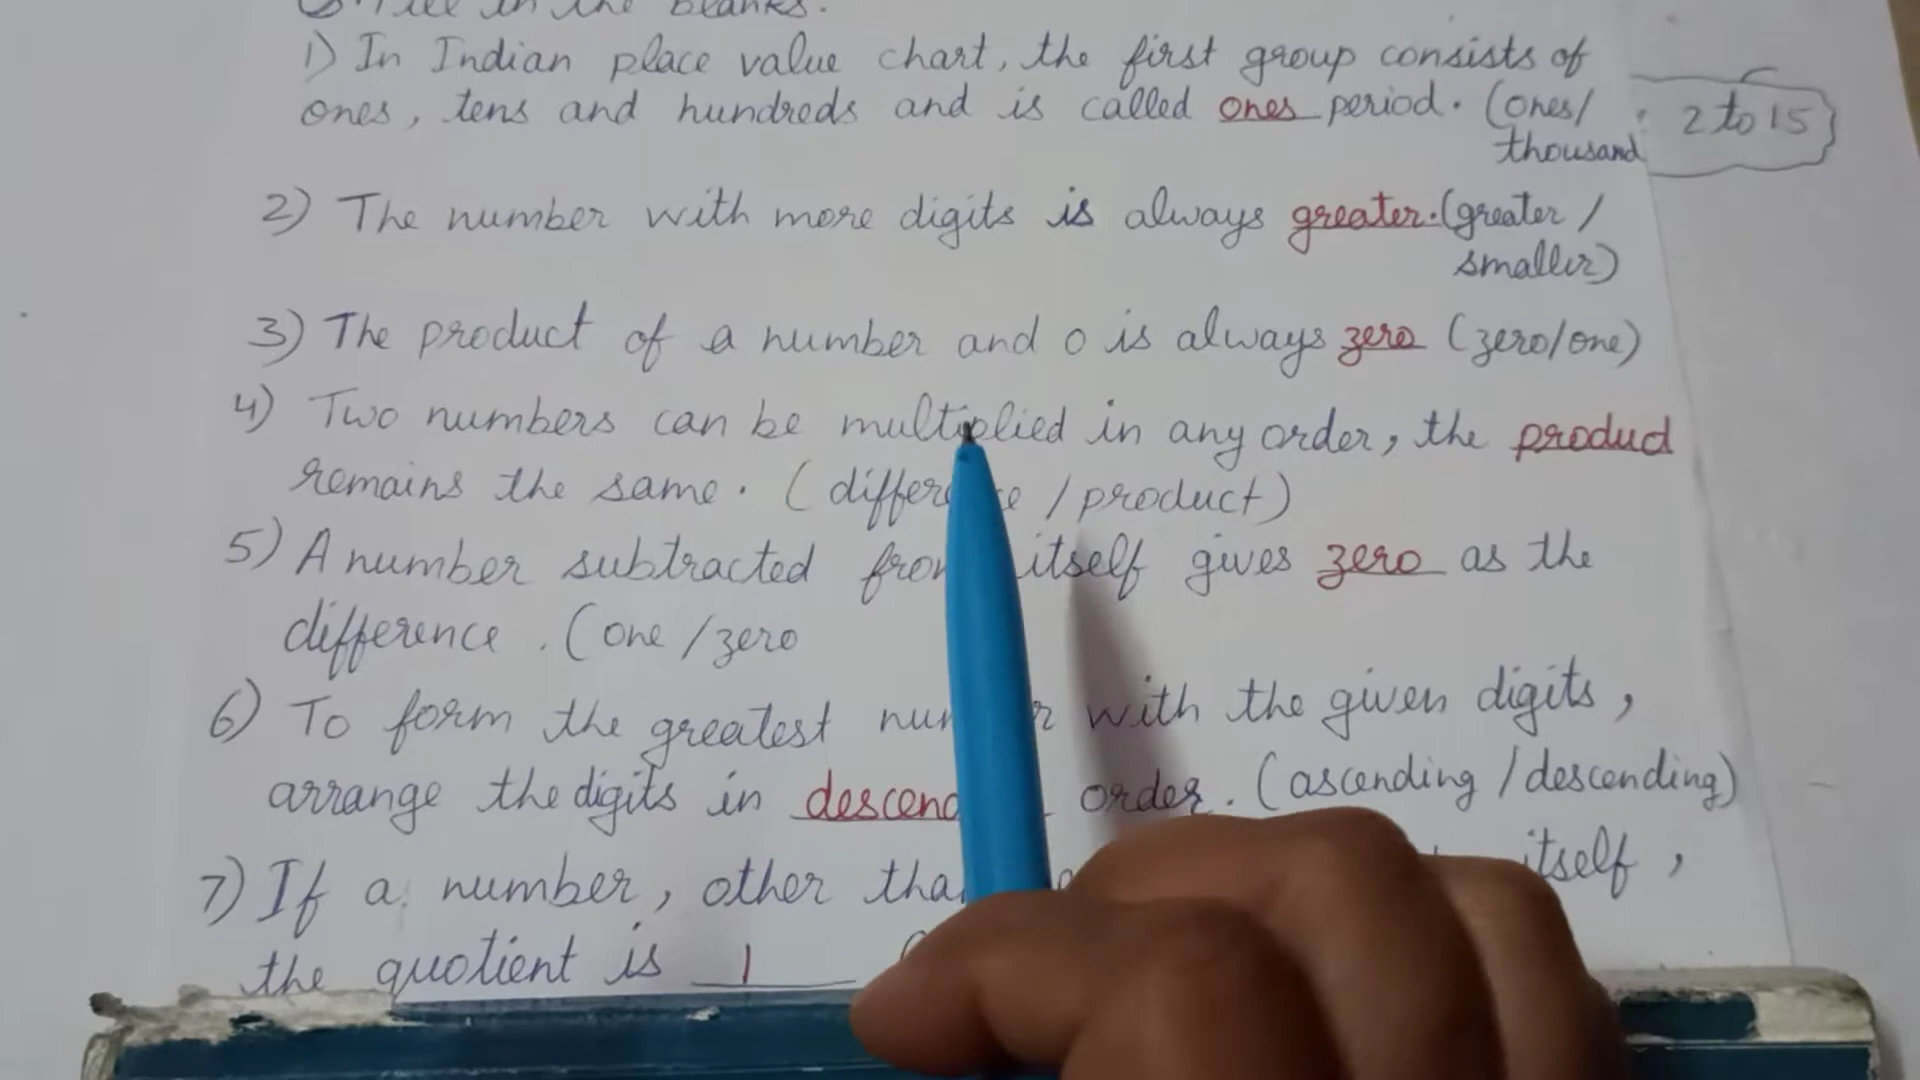 Fill in the blanks.
1) In Indian place value chart, the first group consists of
ones, tens and hundreds and is called ones period. (ones/
thousand
2 to 15
2) The number with more digits is always greater. (greater /
smaller)
3) The product of a number and 0 is always zero (zero/one)
4) Two numbers can be multiplied in any order, the product
remains the same. ( / product)
5) A number subtracted from itself gives zero as the
difference. (one / zero
6) To form the greatest with the given digits,
arrange the digits in order. (ascending / descending)
7) If a number, other itself,
the quotient is 1